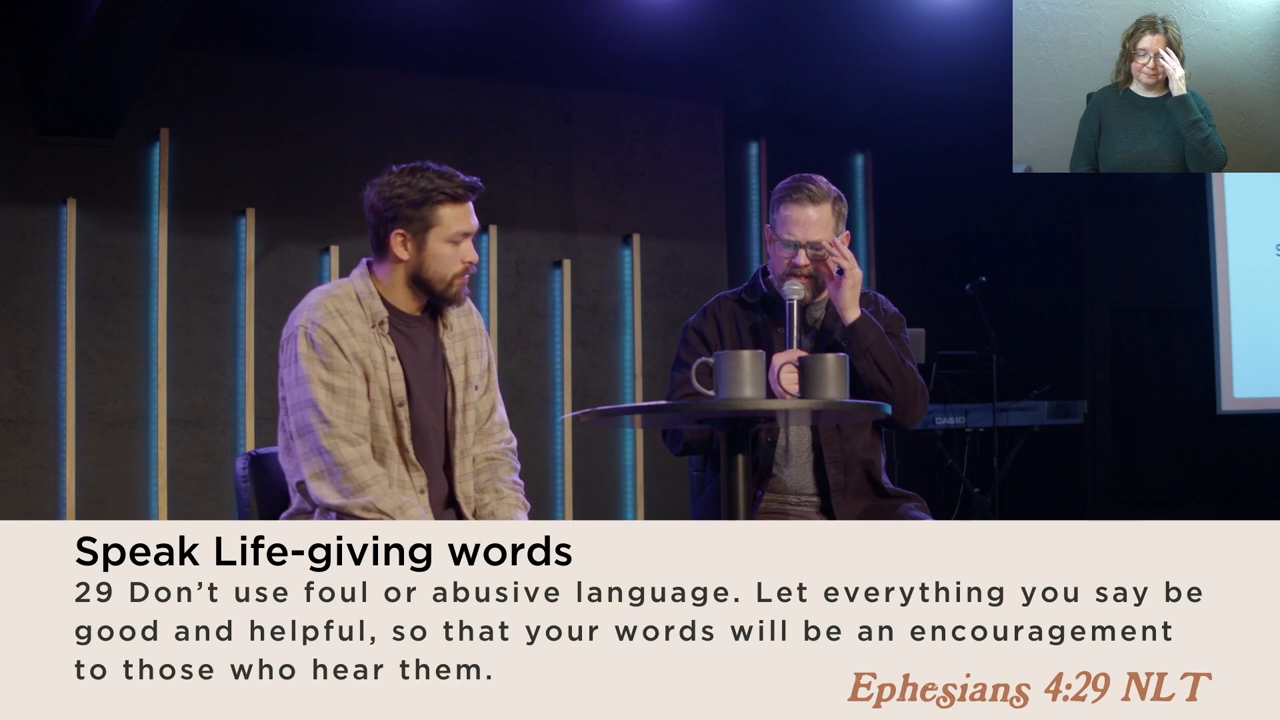 CASIO
Speak Life-giving words
29 Don’t use foul or abusive language. Let everything you say be
good and helpful, so that your words will be an encouragement
to those who hear them.
Ephesians 4:29 NLT